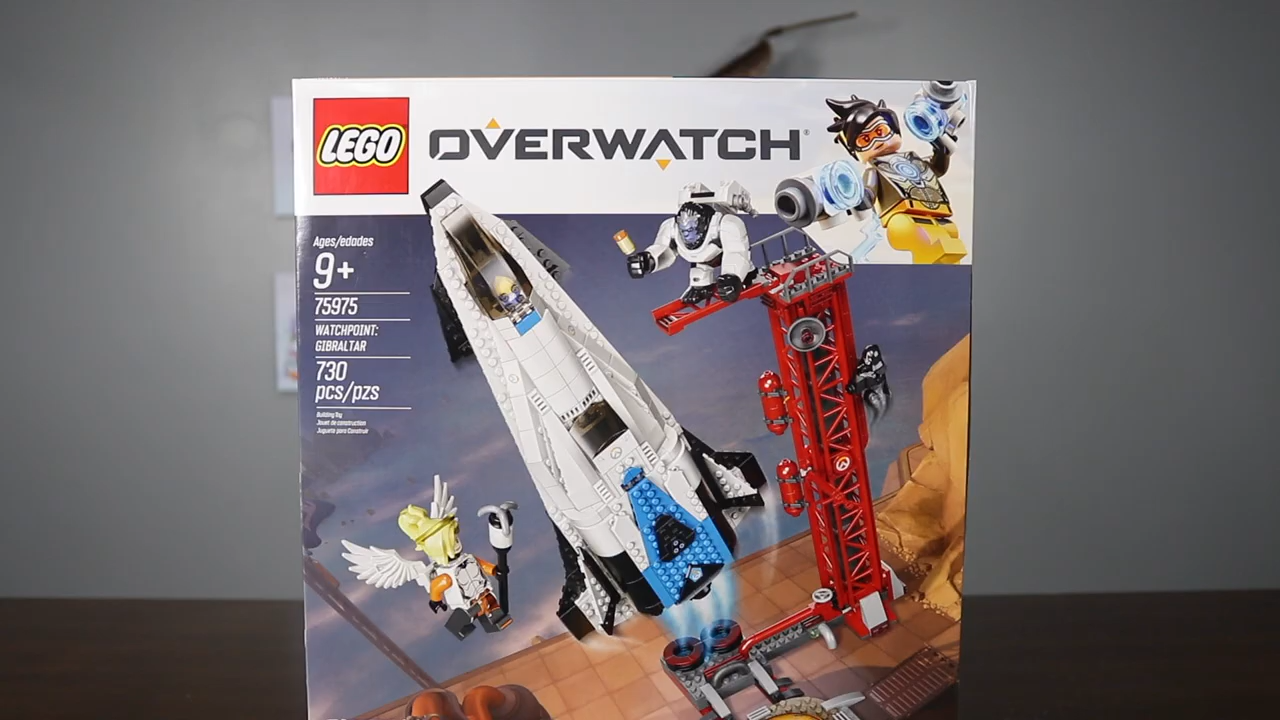 LEGO
OVERWATCH®
Ages/edades
9+
75975
WATCHPOINT:
GIBRALTAR
730
pcs/pzs
Building Toy
Jouet de construction
Juguete para Construir